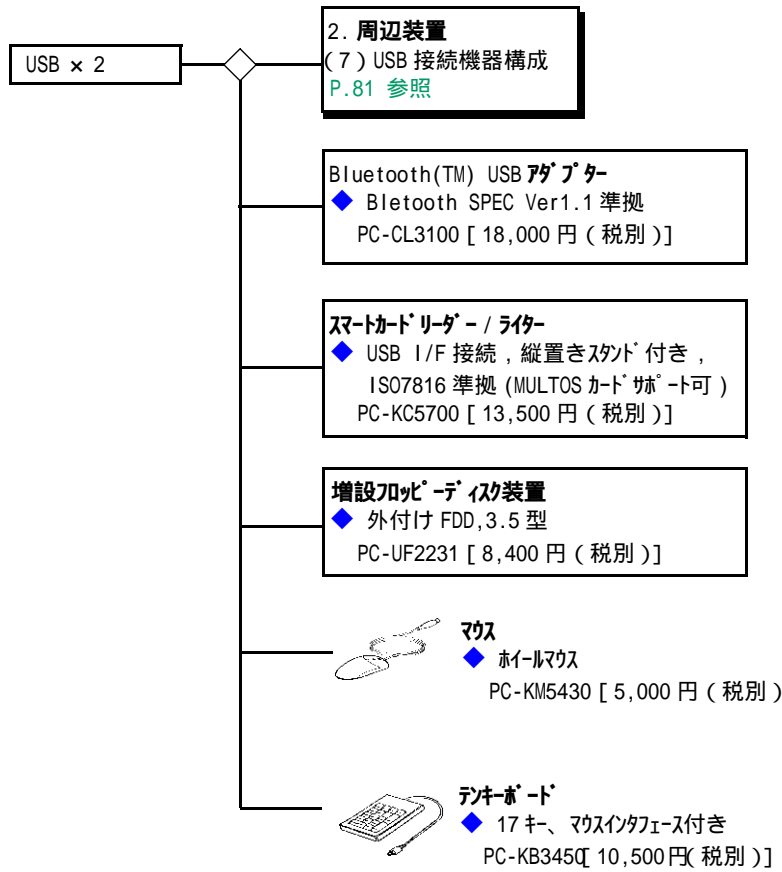 USB × 2
2. 周辺装置
(7) USB 接続機器構成
P.81 参照
Bluetooth(TM) USB ｱﾀﾞﾌﾟﾀｰ
◆ Bletooth SPEC Ver1.1 準拠
PC-CL3100 [ 18,000 円 ( 税別 )]
ｽﾏｰﾄｶｰﾄﾞﾘｰﾀﾞｰ / ﾗｲﾀｰ
◆ USB I/F 接続 , 縦置きｽﾀﾝﾄﾞ付き ,
ISO7816 準拠 (MULTOS ｶｰﾄﾞｻﾎﾟｰﾄ可 )
PC-KC5700 [ 13,500 円 ( 税別 )]
増設ﾌﾛｯﾋﾟｰﾃﾞｨｽｸ装置
◆ 外付け FDD,3.5 型
PC-UF2231 [ 8,400 円 ( 税別 )]
ﾏｳｽ
◆ ﾎｲｰﾙﾏｳｽ
PC-KM5430 [ 5,000 円 ( 税別 )
ﾃﾝｷｰﾎﾞｰﾄﾞ
◆ 17 ｷｰ、ﾏｳｽｲﾝﾀﾌｪｰｽ付き
PC-KB3450[ 10,500円( 税別 )]